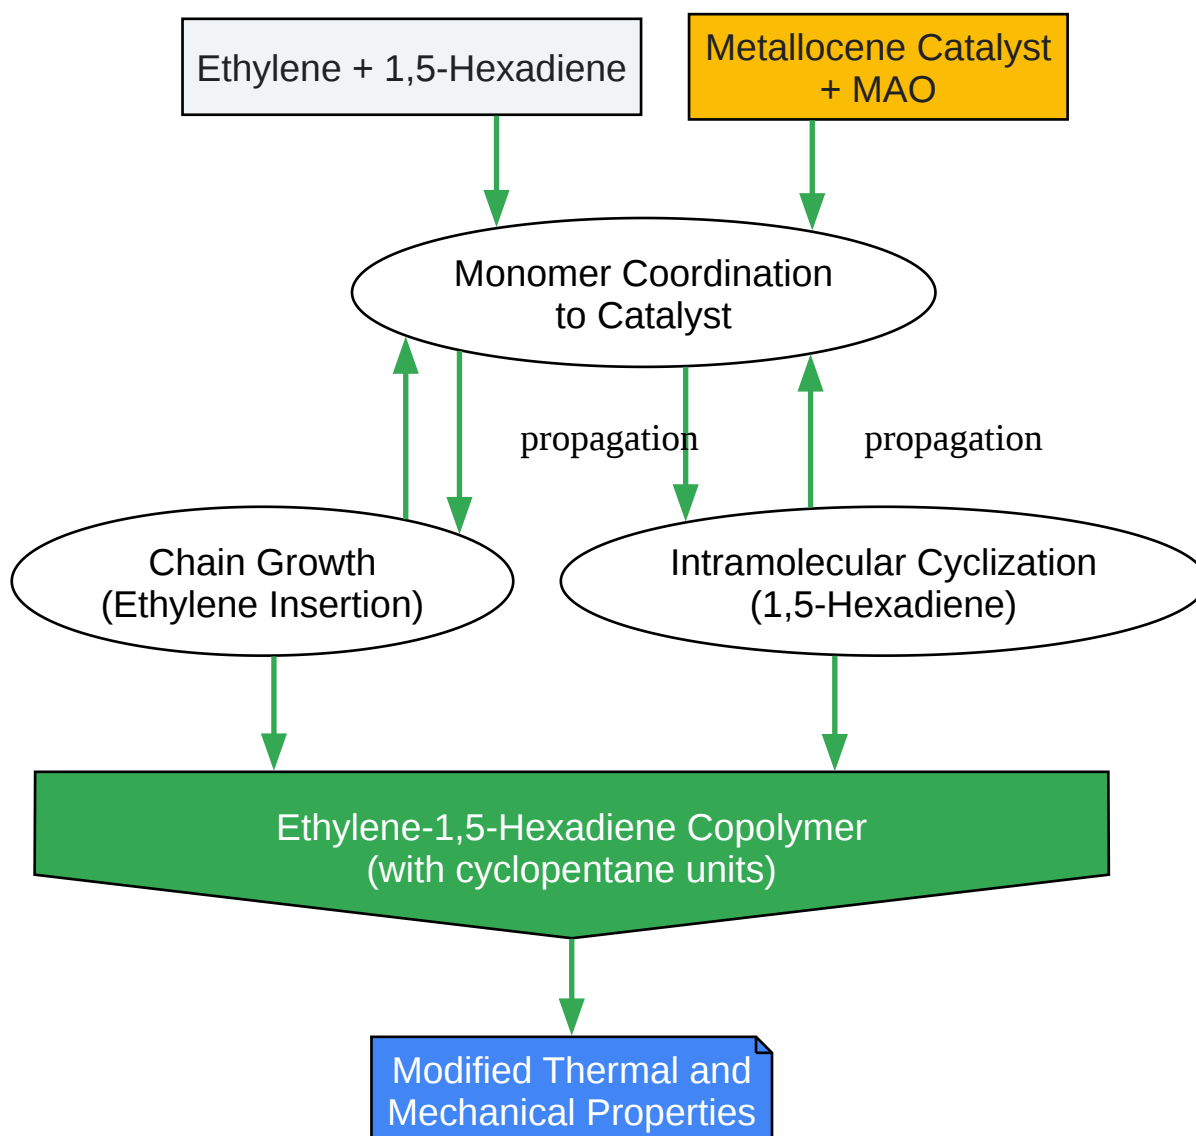 Ethylene + 1,5-Hexadiene
Metallocene Catalyst
+ MAO
Monomer Coordination
to Catalyst
propagation
propagation
Chain Growth
(Ethylene Insertion)
Intramolecular Cyclization
(1,5-Hexadiene)
Ethylene-1,5-Hexadiene Copolymer
(with cyclopentane units)
Modified Thermal and
Mechanical Properties